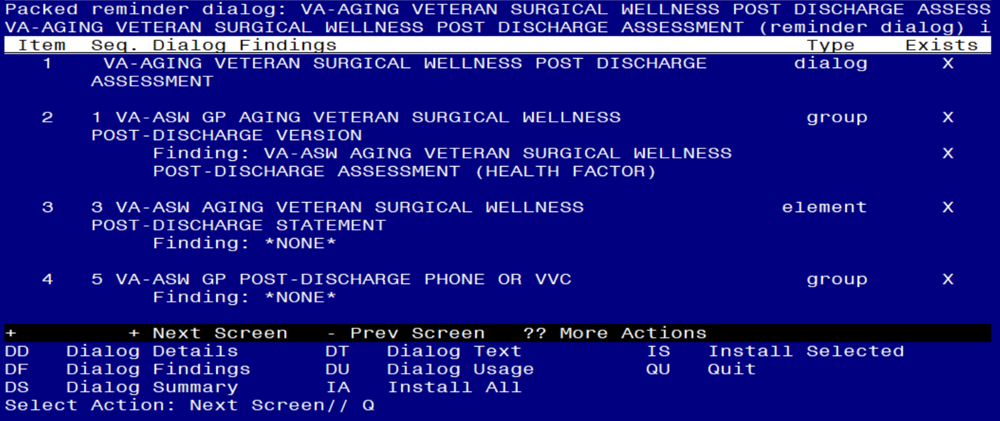 Packed reminder dialog: VA-AGING VETERAN SURGICAL WELLNESS POST DISCHARGE ASSESS
VA-AGING VETERAN SURGICAL WELLNESS POST DISCHARGE ASSESSMENT (reminder dialog) i
Item Seq. Dialog Findings Type Exists
1 VA-AGING VETERAN SURGICAL WELLNESS POST DISCHARGE dialog X
ASSESSMENT
2 1 VA-ASW GP AGING VETERAN SURGICAL WELLNESS group X
POST-DISCHARGE VERSION
Finding: VA-ASW AGING VETERAN SURGICAL WELLNESS X
POST-DISCHARGE ASSESSMENT (HEALTH FACTOR)
3 3 VA-ASW AGING VETERAN SURGICAL WELLNESS element X
POST-DISCHARGE STATEMENT
Finding: *NONE*
4 5 VA-ASW GP POST-DISCHARGE PHONE OR VVC group X
Finding: *NONE*
+ + Next Screen - Prev Screen ?? More Actions
DD Dialog Details DT Dialog Text IS Install Selected
DF Dialog Findings DU Dialog Usage QU Quit
DS Dialog Summary IA Install All
Select Action: Next Screen// Q